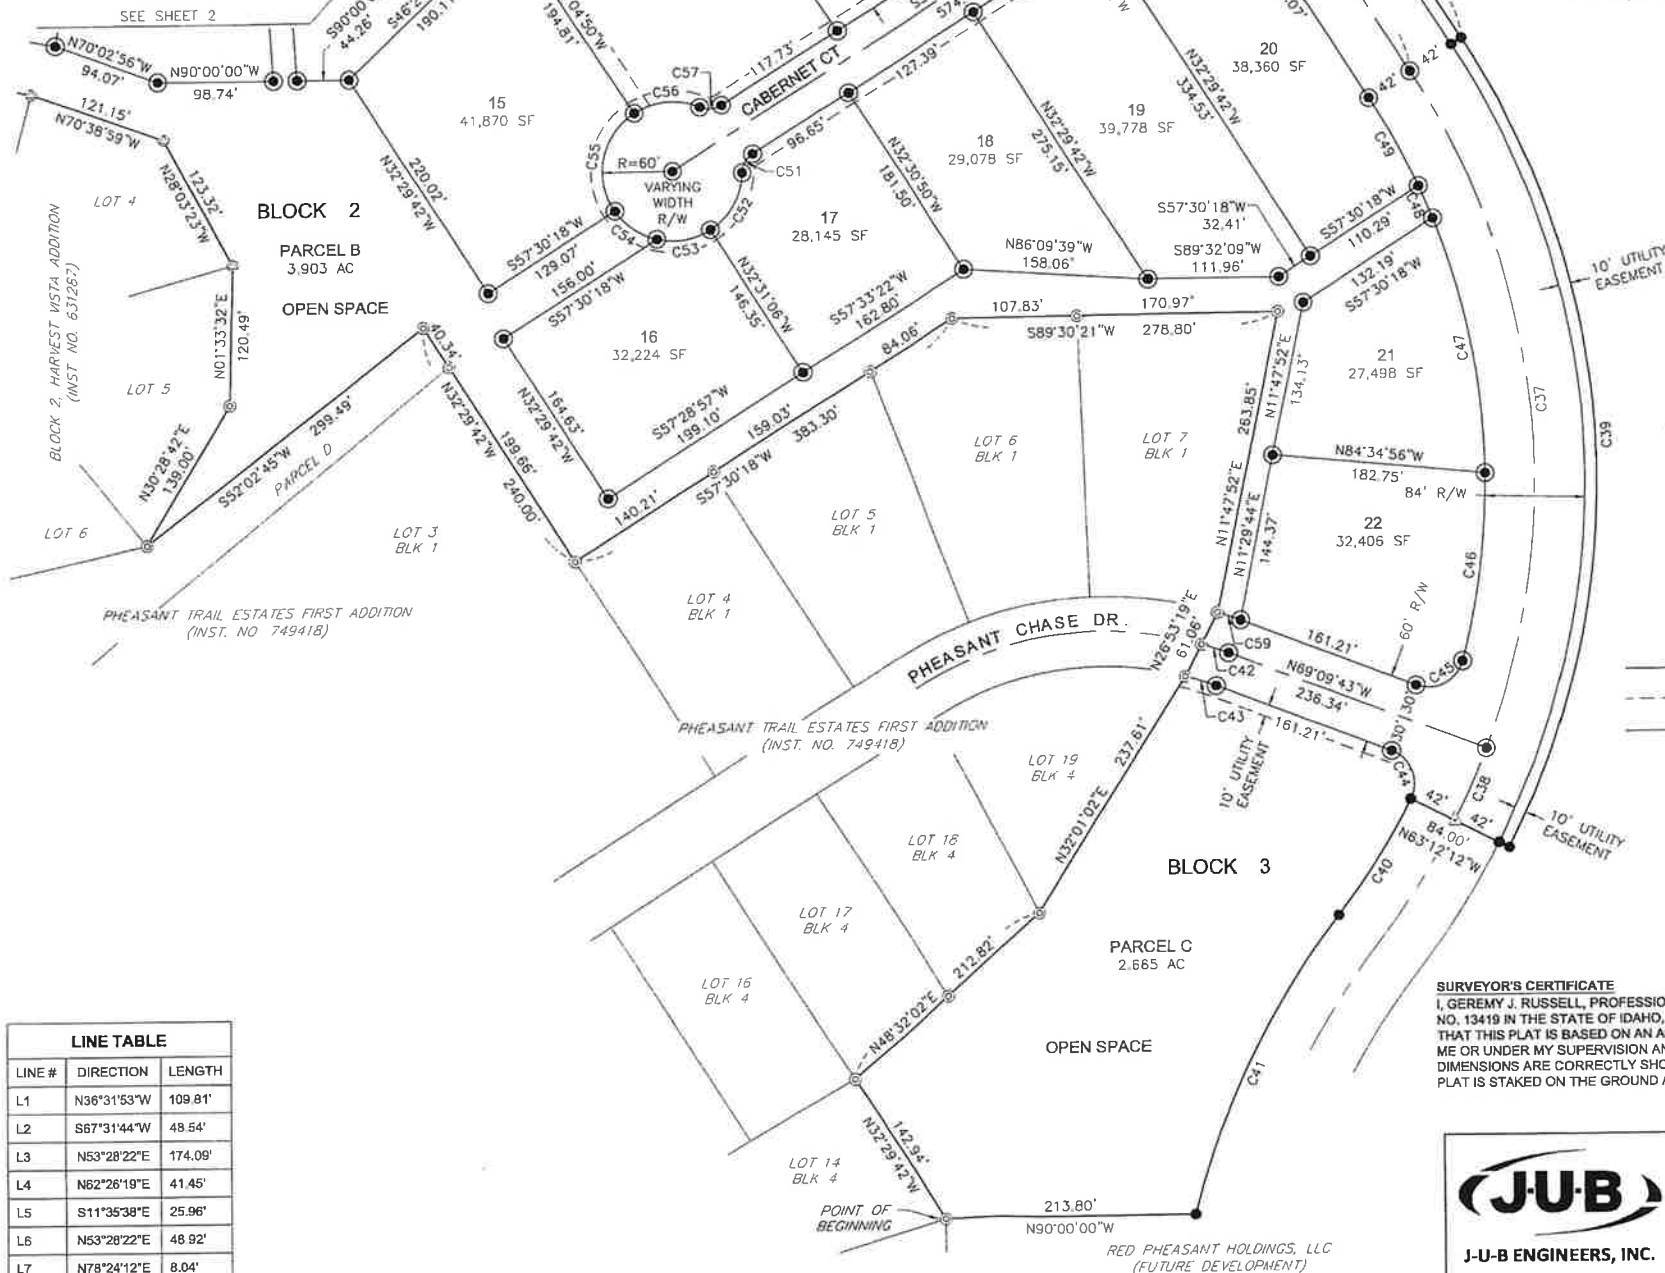 SEE SHEET 2
N70°02'56"W
94.07'
N90°00'00"W
98.74'
44.26'
194.81'
117.73'
CABERNET CT
127.39'
C57
C56
C55
R=60'
VARYING
WIDTH
R/W
C54
C53
C52
C51
96.65'
15
41,870 SF
220.02'
N32°29'42"W
121.15'
N70°38'59"W
123.32'
N28°03'23"W
LOT 4
BLOCK 2
PARCEL B
3.903 AC
OPEN SPACE
BLOCK 2, HARVEST VISTA ADDITION
(INST NO. 631267)
N01°33'32"E
120.49'
LOT 5
N30°28'42"E
139.00'
LOT 6
S52°02'45"W
299.49'
PARCEL D
40.34'
N32°29'42"W
199.66'
240.00'
LOT 3
BLK 1
PHEASANT TRAIL ESTATES FIRST ADDITION
(INST. NO 749418)
S57°30'18"W
129.07'
156.00'
S57°30'18"W
16
32,224 SF
164.63'
N32°29'42"W
N32°31'06"W
146.35'
17
28,145 SF
N32°30'50"W
181.50'
18
29,078 SF
N32°29'42"W
275.15'
19
39,778 SF
N32°29'42"W
334.53'
20
38,360 SF
42'
42'
C49
C48
S57°30'18"W
32.41'
S57°30'18"W
110.29'
132.19'
S57°30'18"W
N86°09'39"W
158.06'
S89°32'09"W
111.96'
S57°33'22"W
162.80'
84.06'
107.83'
170.97'
S89°30'21"W
278.80'
S57°28'57"W
199.10'
159.03'
383.30'
140.21'
S57°30'18"W
10' UTILITY
EASEMENT
C47
C37
C39
21
27,498 SF
N11°47'52"E
134.13'
263.85'
N11°47'52"E
N84°34'56"W
182.75'
84' R/W
22
32,406 SF
N11°29'44"E
144.37'
C46
60' R/W
LOT 6
BLK 1
LOT 7
BLK 1
LOT 5
BLK 1
LOT 4
BLK 1
PHEASANT CHASE DR.
N26°53'19"E
61.06'
C59
C42
C43
161.21'
N69°09'43"W
236.34'
161.21'
C45
30'
30'
C44
10' UTILITY
EASEMENT
C38
42'
42'
84.00'
N63°12'12"W
10' UTILITY
EASEMENT
PHEASANT TRAIL ESTATES FIRST ADDITION
(INST. NO. 749418)
LOT 19
BLK 4
237.61'
N32°01'02"E
LOT 18
BLK 4
LOT 17
BLK 4
LOT 16
BLK 4
212.82'
N48°32'02"E
BLOCK 3
PARCEL C
2.665 AC
OPEN SPACE
C40
C41
LOT 14
BLK 4
142.94'
N32°29'42"W
POINT OF
BEGINNING
213.80'
N90°00'00"W
RED PHEASANT HOLDINGS, LLC
(FUTURE DEVELOPMENT)
LINE TABLE
LINE # DIRECTION LENGTH
L1 N36°31'53"W 109.81'
L2 S67°31'44"W 48.54'
L3 N53°28'22"E 174.09'
L4 N62°26'19"E 41.45'
L5 S11°35'38"E 25.96'
L6 N53°28'22"E 48.92'
L7 N78°24'12"E 8.04'
SURVEYOR'S CERTIFICATE
I, GEREMY J. RUSSELL, PROFESSIO
NO. 13419 IN THE STATE OF IDAHO,
THAT THIS PLAT IS BASED ON AN A
ME OR UNDER MY SUPERVISION AN
DIMENSIONS ARE CORRECTLY SHO
PLAT IS STAKED ON THE GROUND A
J·U·B
J-U-B ENGINEERS, INC.